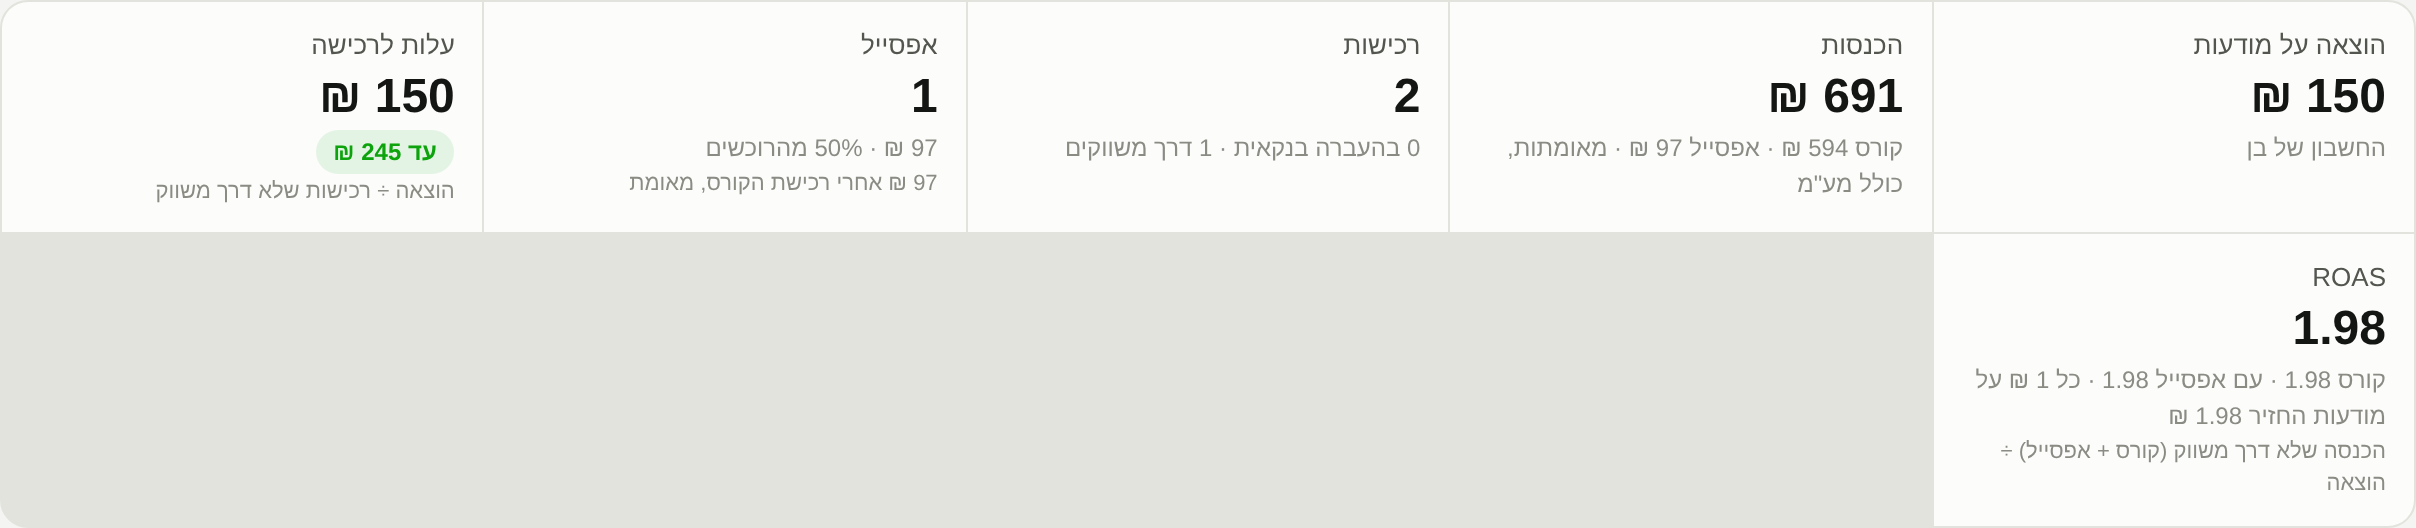 הוצאה על מודעות
150 ₪
החשבון של בן
הכנסות
691 ₪
קורס 594 ₪ · אפסייל 97 ₪ · מאומתות,
כולל מע"מ
רכישות
2
0 בהעברה בנקאית · 1 דרך משווקים
אפסייל
1
97 ₪ · 50% מהרוכשים
97 ₪ אחרי רכישת הקורס, מאומת
עלות לרכישה
150 ₪
עד 245 ₪
הוצאה ÷ רכישות שלא דרך משווק
ROAS
1.98
קורס 1.98 · עם אפסייל 1.98 · כל 1 ₪ על
מודעות החזיר 1.98 ₪
הכנסה שלא דרך משווק (קורס + אפסייל) ÷
הוצאה